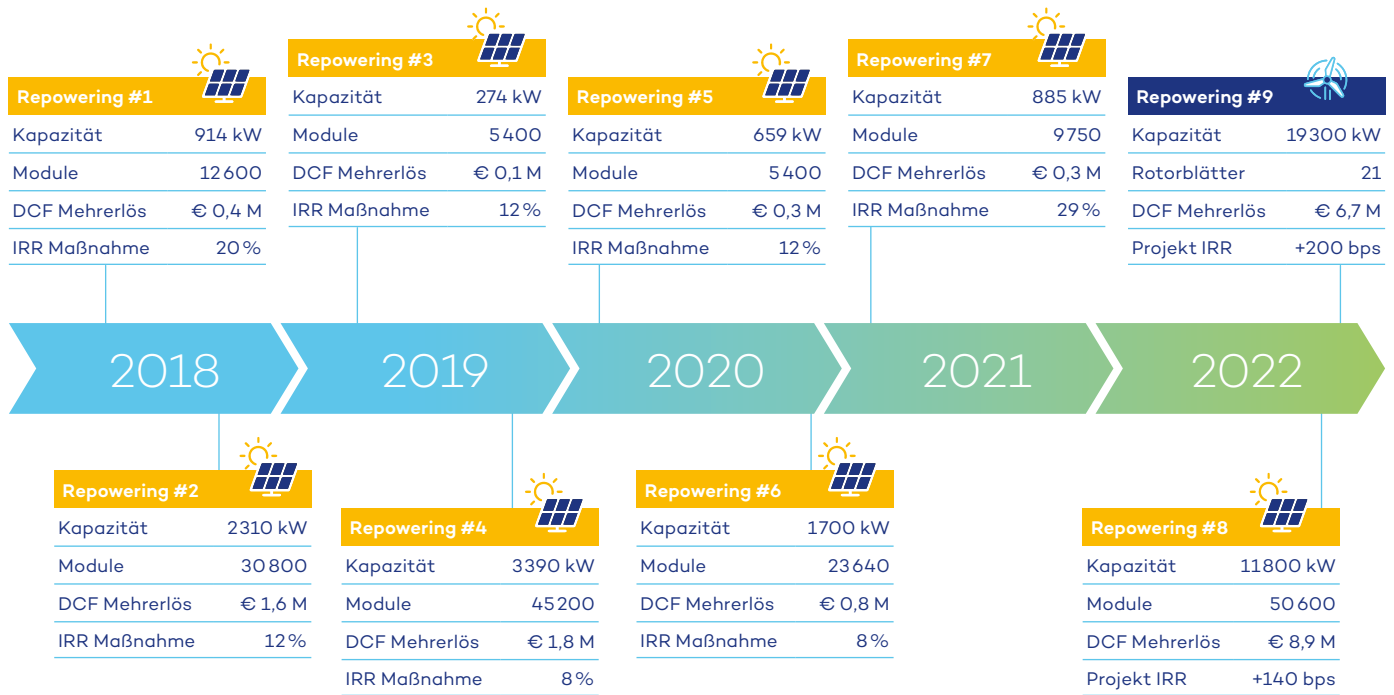 Repowering #1
Kapazität 914 kW
Module 12 600
DCF Mehrerlös € 0,4 M
IRR Maßnahme 20 %
Repowering #3
Kapazität 274 kW
Module 5 400
DCF Mehrerlös € 0,1 M
IRR Maßnahme 12 %
Repowering #5
Kapazität 659 kW
Module 5 400
DCF Mehrerlös € 0,3 M
IRR Maßnahme 12 %
Repowering #7
Kapazität 885 kW
Module 9 750
DCF Mehrerlös € 0,3 M
IRR Maßnahme 29 %
Repowering #9
Kapazität 19 300 kW
Rotorblätter 21
DCF Mehrerlös € 6,7 M
Projekt IRR +200 bps
2018 2019 2020 2021 2022
Repowering #2
Kapazität 2310 kW
Module 30 800
DCF Mehrerlös € 1,6 M
IRR Maßnahme 12 %
Repowering #4
Kapazität 3390 kW
Module 45 200
DCF Mehrerlös € 1,8 M
IRR Maßnahme 8 %
Repowering #6
Kapazität 1700 kW
Module 23 640
DCF Mehrerlös € 0,8 M
IRR Maßnahme 8 %
Repowering #8
Kapazität 11 800 kW
Module 50 600
DCF Mehrerlös € 8,9 M
Projekt IRR +140 bps